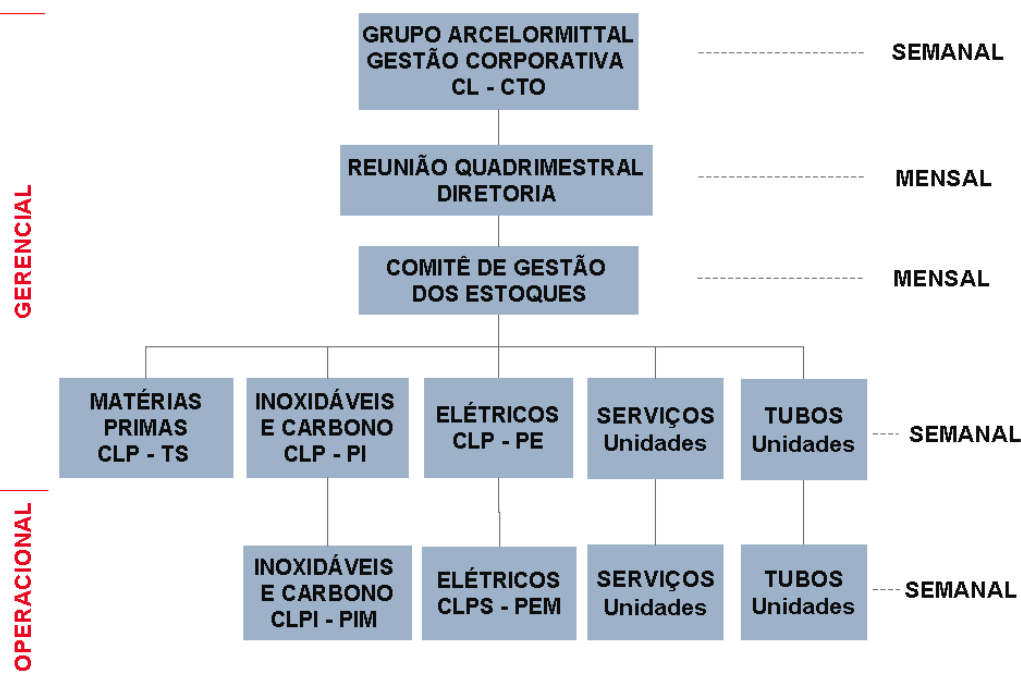 GRUPO ARCELORMITTAL
GESTÃO CORPORATIVA
CL - CTO
SEMANAL
REUNIÃO QUADRIMESTRAL
DIRETORIA
MENSAL
COMITÊ DE GESTÃO
DOS ESTOQUES
MENSAL
GERENCIAL
MATÉRIAS
PRIMAS
CLP - TS
INOXIDÁVEIS
E CARBONO
CLP - PI
ELÉTRICOS
CLP - PE
SERVIÇOS
Unidades
TUBOS
Unidades
SEMANAL
OPERACIONAL
INOXIDÁVEIS
E CARBONO
CLPI - PIM
ELÉTRICOS
CLPS - PEM
SERVIÇOS
Unidades
TUBOS
Unidades
SEMANAL